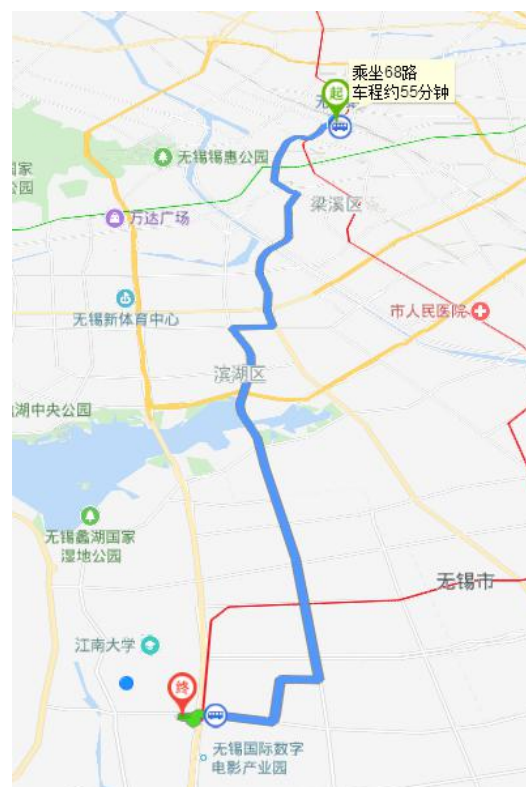 乘坐68路
车程约55分钟
起
无锡锡惠公园
国家
公园
梁溪区
万达广场
市人民医院
无锡新体育中心
滨湖区
湖中央公园
无锡蠡湖国家
湿地公园
无锡市
江南大学
终
无锡国际数字
电影产业园